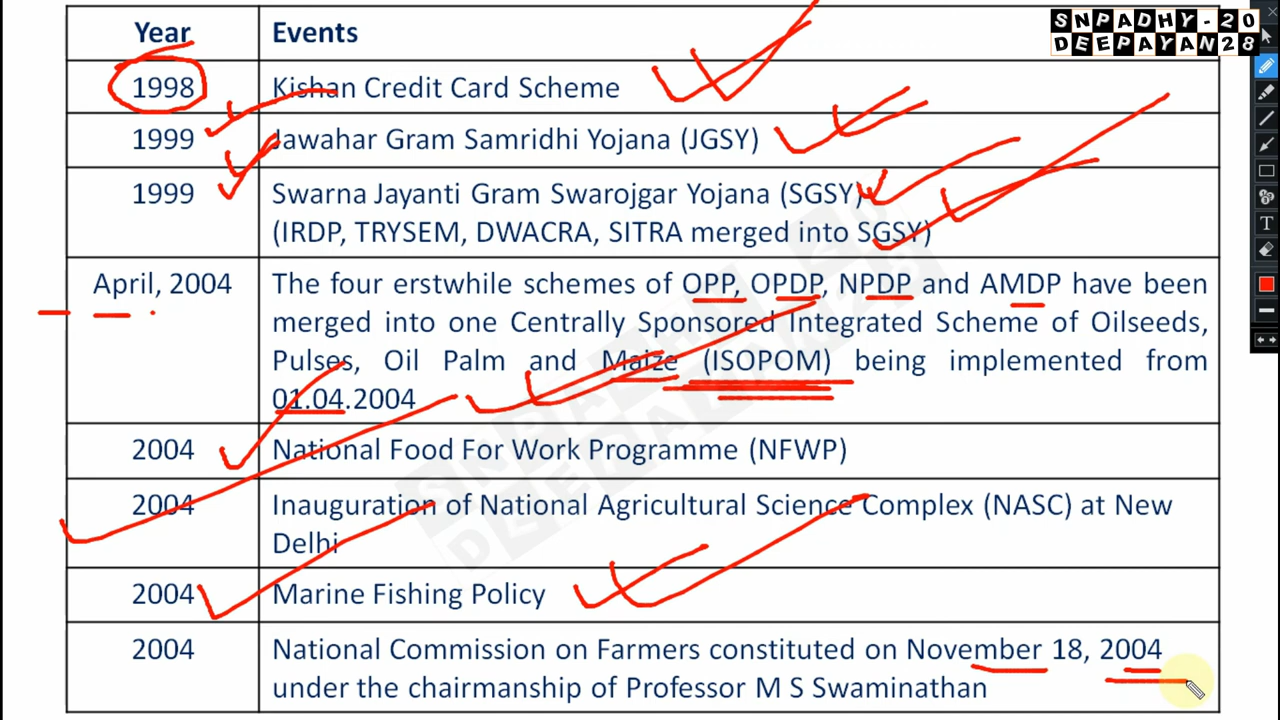 SNPADHY-20
DEEPAYAN28
Year Events
1998 Kishan Credit Card Scheme
1999 Jawahar Gram Samridhi Yojana (JGSY)
1999 Swarna Jayanti Gram Swarojgar Yojana (SGSY)
(IRDP, TRYSEM, DWACRA, SITRA merged into SGSY)
April, 2004 The four erstwhile schemes of OPP, OPDP, NPDP and AMDP have been
merged into one Centrally Sponsored Integrated Scheme of Oilseeds,
Pulses, Oil Palm and Maize (ISOPOM) being implemented from
01.04.2004
2004 National Food For Work Programme (NFWP)
2004 Inauguration of National Agricultural Science Complex (NASC) at New
Delhi
2004 Marine Fishing Policy
2004 National Commission on Farmers constituted on November 18, 2004
under the chairmanship of Professor M S Swaminathan